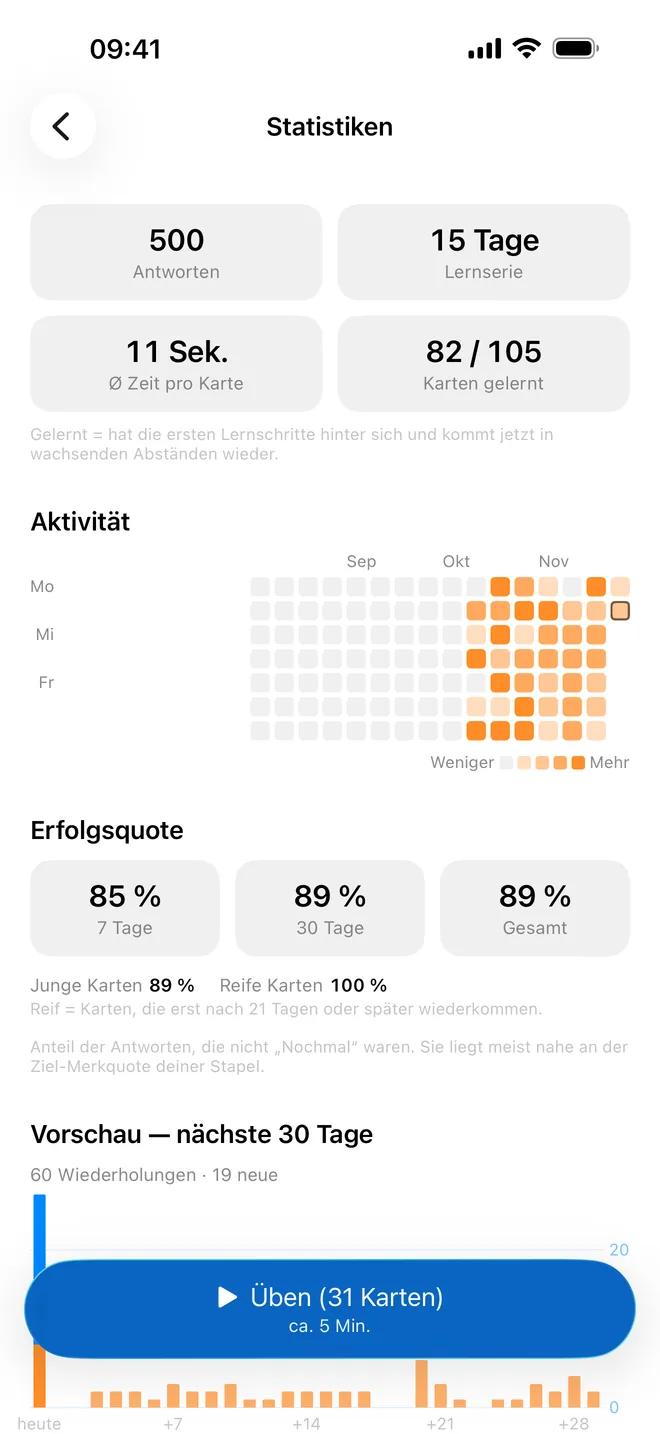 09:41
Statistiken
500
Antworten
15 Tage
Lernserie
11 Sek.
Ø Zeit pro Karte
82 / 105
Karten gelernt
Gelernt = hat die ersten Lernschritte hinter sich und kommt jetzt in
wachsenden Abständen wieder.
Aktivität
Sep Okt Nov
Mo
Mi
Fr
Weniger Mehr
Erfolgsquote
85 %
7 Tage
89 %
30 Tage
89 %
Gesamt
Junge Karten 89 % Reife Karten 100 %
Reif = Karten, die erst nach 21 Tagen oder später wiederkommen.
Anteil der Antworten, die nicht „Nochmal“ waren. Sie liegt meist nahe an der
Ziel-Merkquote deiner Stapel.
Vorschau — nächste 30 Tage
60 Wiederholungen · 19 neue
20
Üben (31 Karten)
ca. 5 Min.
0
heute +7 +14 +21 +28